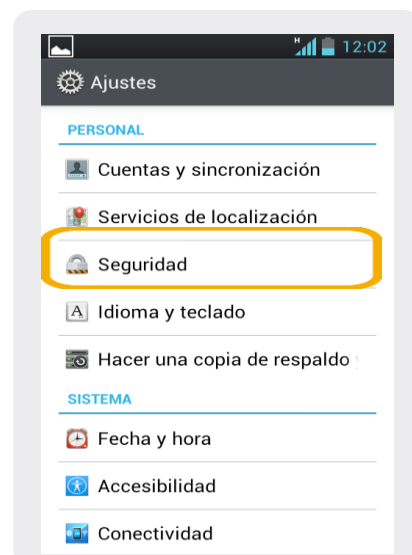 H 12:02
Ajustes
PERSONAL
Cuentas y sincronización
Servicios de localización
Seguridad
A Idioma y teclado
Hacer una copia de respaldo
SISTEMA
Fecha y hora
Accesibilidad
Conectividad